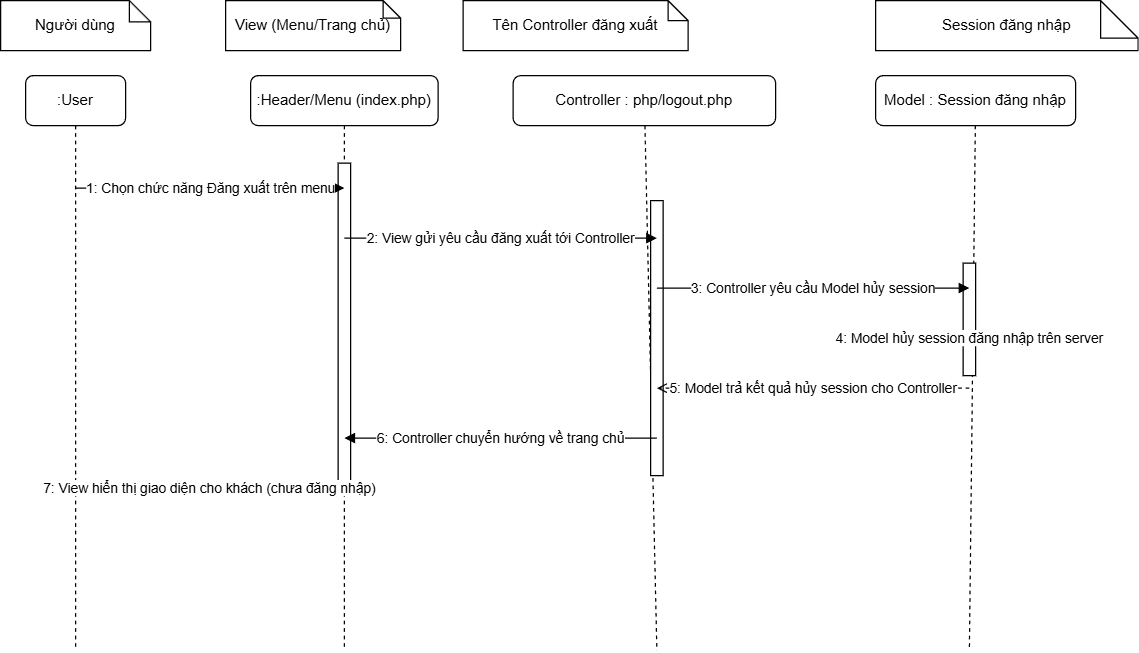 Người dùng
View (Menu/Trang chủ)
Tên Controller đăng xuất
Session đăng nhập
:User
:Header/Menu (index.php)
Controller : php/logout.php
Model : Session đăng nhập
1: Chọn chức năng Đăng xuất trên menu
2: View gửi yêu cầu đăng xuất tới Controller
3: Controller yêu cầu Model hủy session
4: Model hủy session đăng nhập trên server
5: Model trả kết quả hủy session cho Controller
6: Controller chuyển hướng về trang chủ
7: View hiển thị giao diện cho khách (chưa đăng nhập)